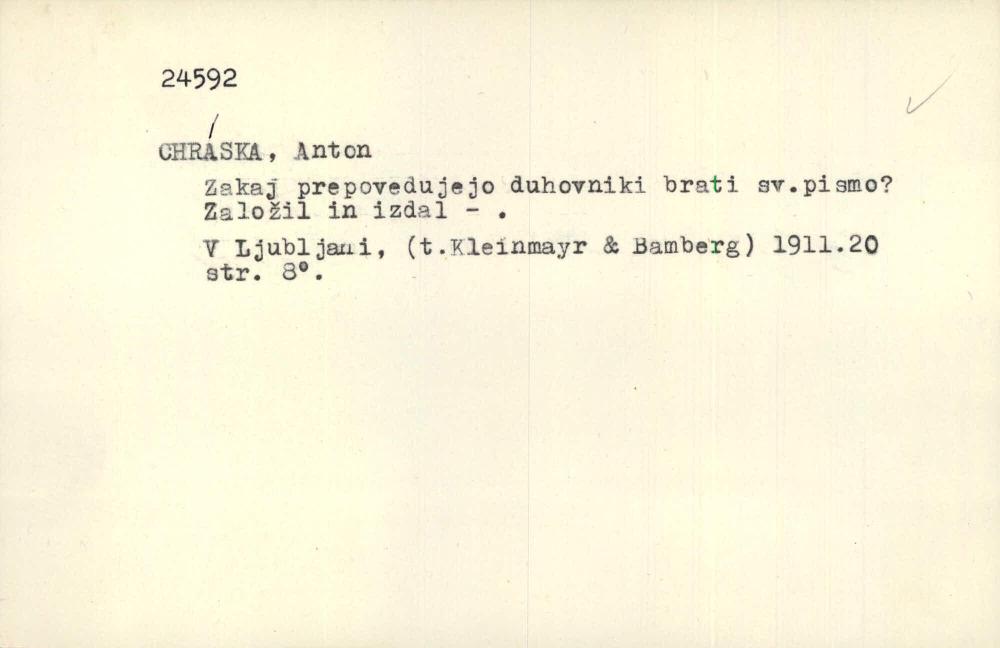 24592
CHRÁSKA, Anton
Zakaj prepovedujejo duhovniki brati sv.pismo?
Založil in izdal - .
V Ljubljani, (t.Kleinmayr & Bamberg) 1911.20
str. 8°.